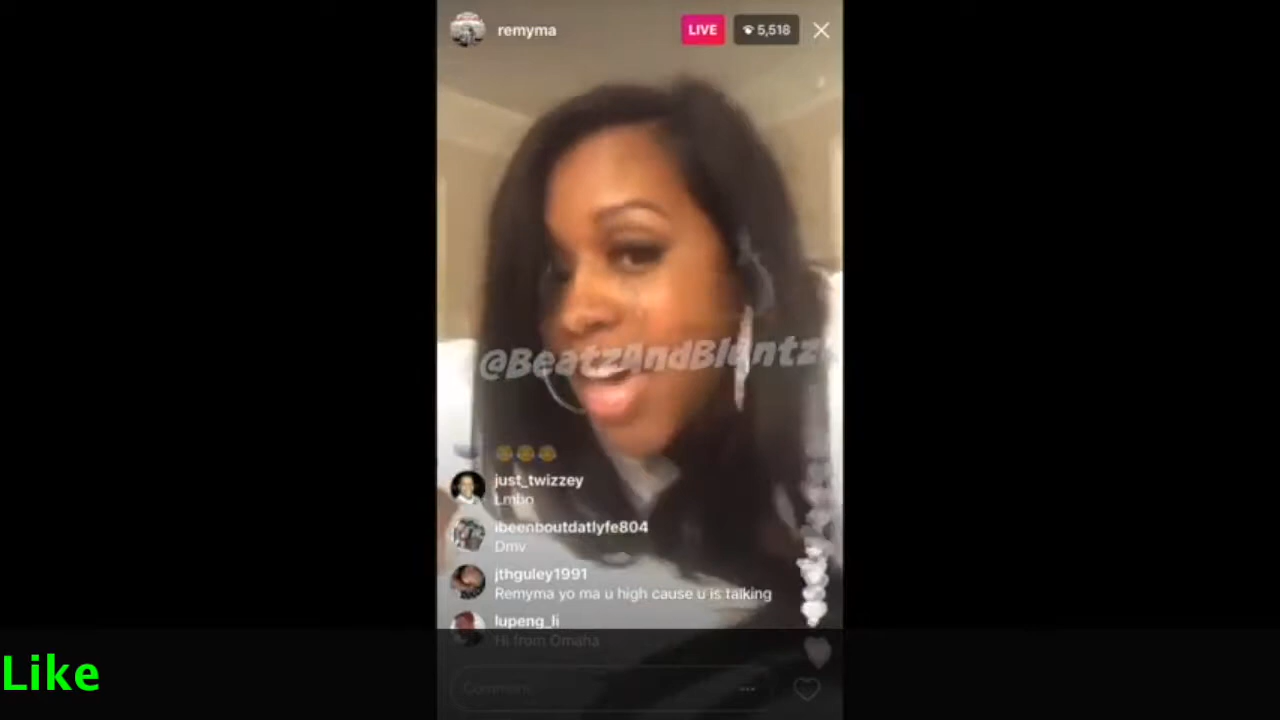 remyma
LIVE
5,518
@BeatzAndBluntz
just_twizzey
Lmbo
ibeenboutdatlyfe804
Dmv
jthguley1991
Remyma yo ma u high cause u is talking
lupeng_li
Hi from Omaha
Comment
Like